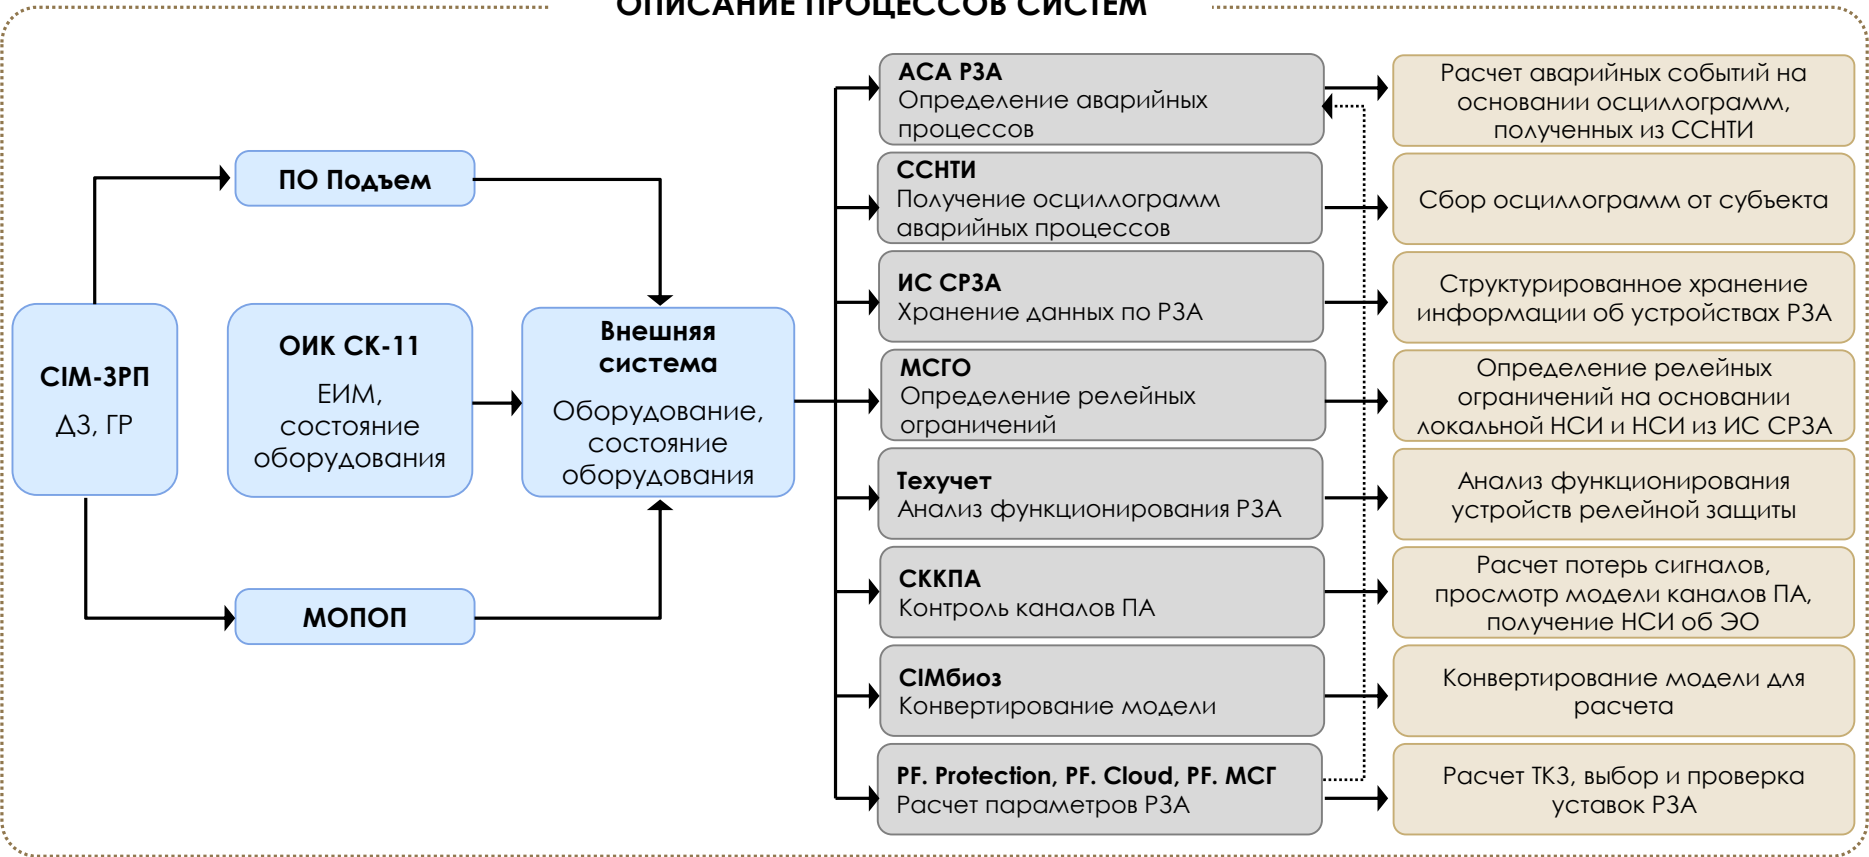 ОПИСАНИЕ ПРОЦЕССОВ СИСТЕМ
CIM-ЗРП
ДЗ, ГР
ПО Подъем
ОИК СК-11
ЕИМ,
состояние
оборудования
МОПОП
Внешняя
система
Оборудование,
состояние
оборудования
АСА РЗА
Определение аварийных
процессов
Расчет аварийных событий на
основании осциллограмм,
полученных из ССНТИ
ССНТИ
Получение осциллограмм
аварийных процессов
Сбор осциллограмм от субъекта
ИС СРЗА
Хранение данных по РЗА
Структурированное хранение
информации об устройствах РЗА
МСГО
Определение релейных
ограничений
Определение релейных
ограничений на основании
локальной НСИ и НСИ из ИС СРЗА
Техучет
Анализ функционирования РЗА
Анализ функционирования
устройств релейной защиты
СККПА
Контроль каналов ПА
Расчет потерь сигналов,
просмотр модели каналов ПА,
получение НСИ об ЭО
CIMбиоз
Конвертирование модели
Конвертирование модели для
расчета
PF. Protection, PF. Cloud, PF. МСГ
Расчет параметров РЗА
Расчет ТКЗ, выбор и проверка
уставок РЗА